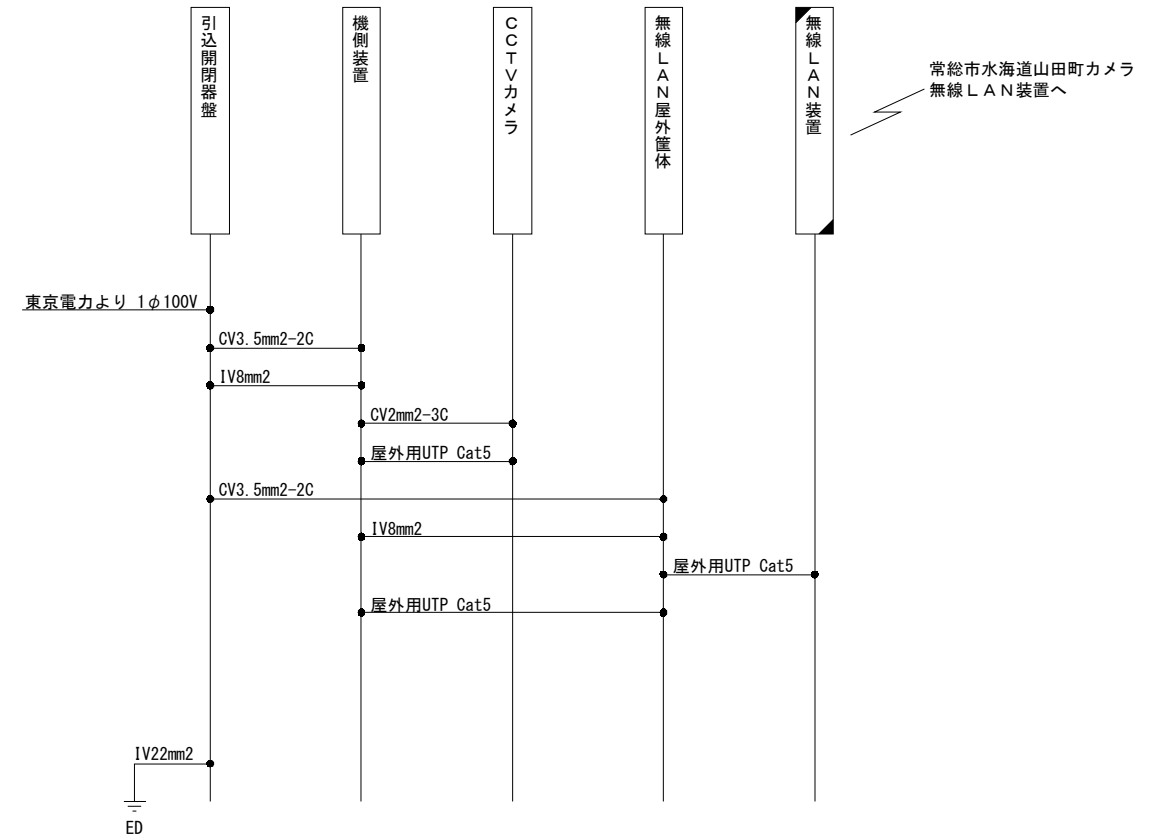 引込開閉器盤
機側装置
ＣＣＴＶカメラ
無線ＬＡＮ屋外筐体
無線ＬＡＮ装置
常総市水海道山田町カメラ
無線ＬＡＮ装置へ
東京電力より 1φ100V
CV3.5mm2-2C
IV8mm2
CV2mm2-3C
屋外用UTP Cat5
CV3.5mm2-2C
IV8mm2
屋外用UTP Cat5
屋外用UTP Cat5
IV22mm2
ED